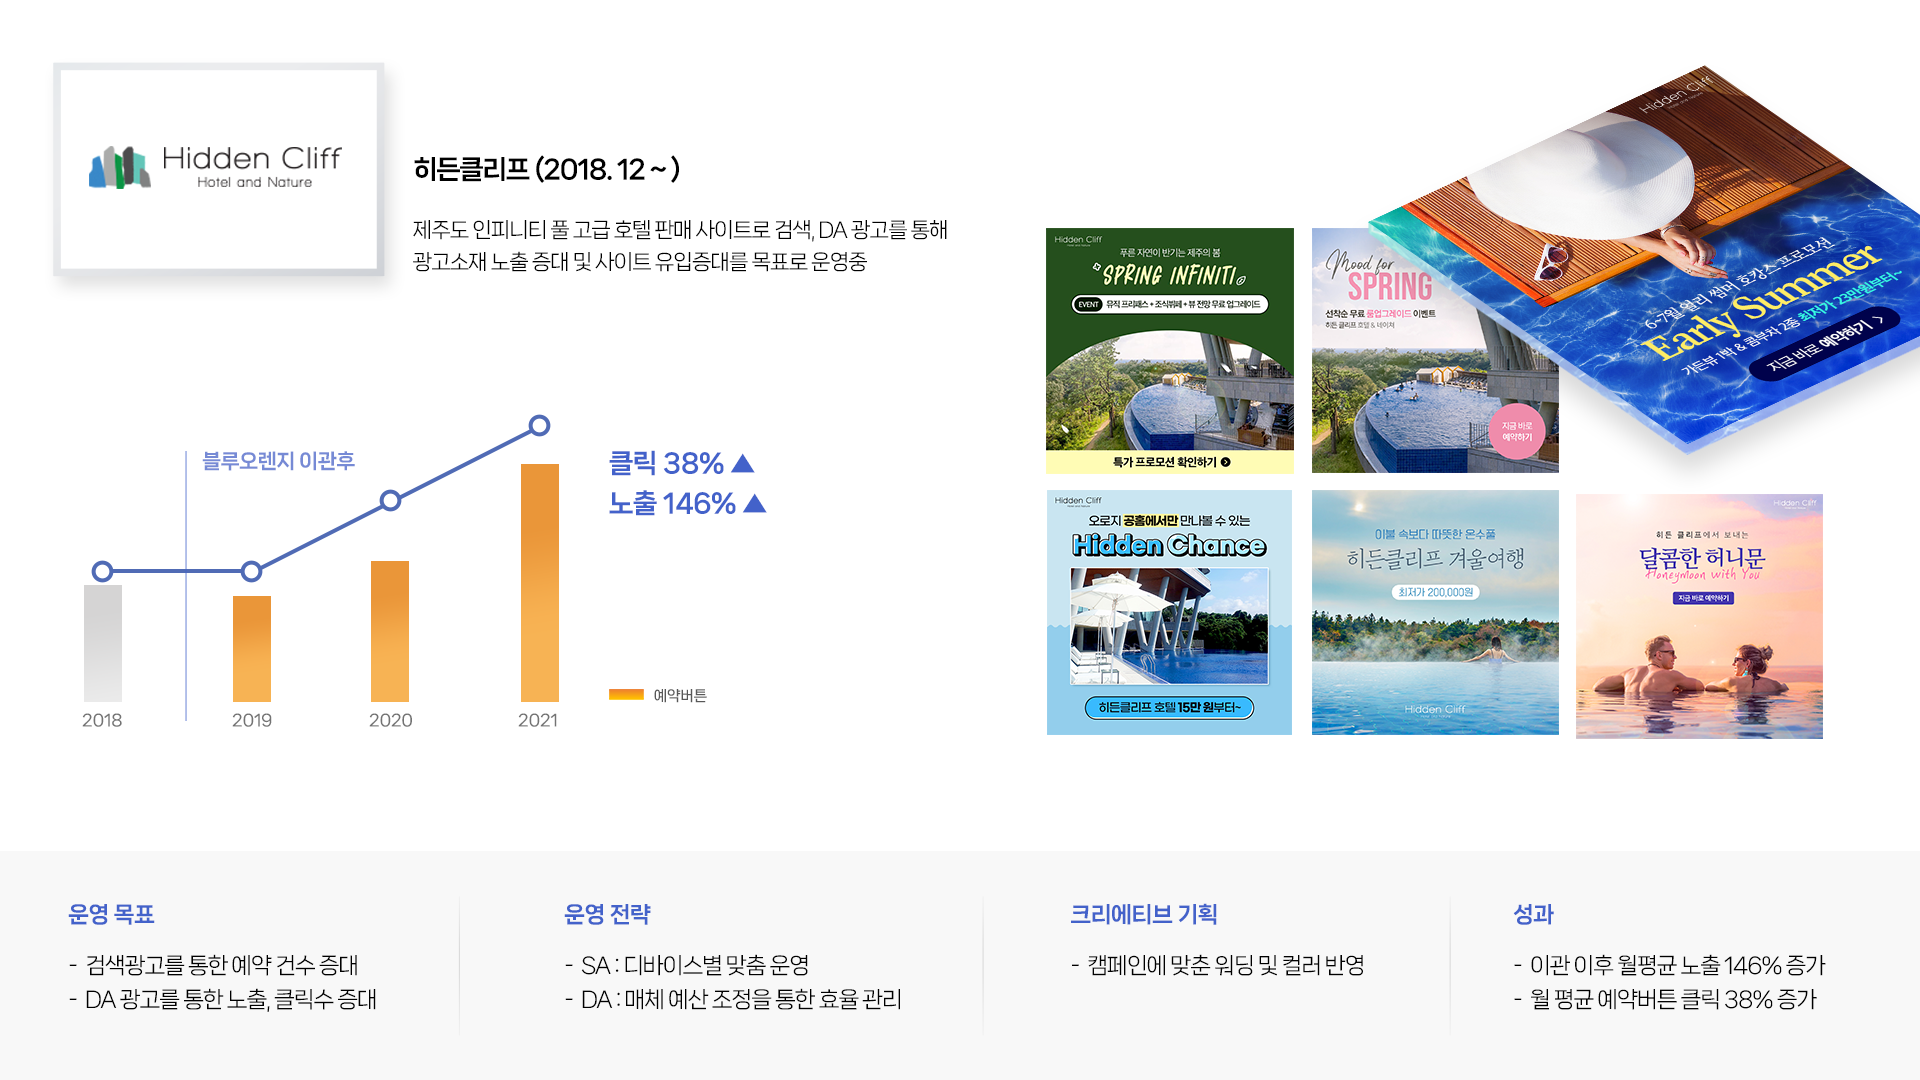 Hidden Cliff
Hotel and Nature
히든클리프 (2018. 12 ~ )
제주도 인피니티 풀 고급 호텔 판매 사이트로 검색, DA 광고를 통해
광고소재 노출 증대 및 사이트 유입증대를 목표로 운영중
블루오렌지 이관후
클릭 38% ▲
노출 146% ▲
예약버튼
2018
2019
2020
2021
Hidden Cliff
푸른 자연이 반기는 제주의 봄
SPRING INFINITI
EVENT 뮤직 프리패스 + 조식뷔페 + 뷰 전망 무료 업그레이드
특가 프로모션 확인하기
Mood for
SPRING
선착순 무료 룸업그레이드 이벤트
히든 클리프 호텔 & 네이쳐
지금 바로
예약하기
Hidden Cliff
Hotel and Nature
6~7월 얼리 썸머 호캉스 프로모션
Early Summer
가든뷰 1박 & 콤부차 2종 최저가 23만원부터~
지금 바로 예약하기
Hidden Cliff
오로지 공홈에서만 만나볼 수 있는
Hidden Chance
히든클리프 호텔 15만 원부터~
이불 속보다 따뜻한 온수풀
히든클리프 겨울여행
최저가 200,000원
Hidden Cliff
Hidden Cliff
히든 클리프에서 보내는
달콤한 허니문
Honeymoon with You
지금 바로 예약하기
운영 목표
- 검색광고를 통한 예약 건수 증대
- DA 광고를 통한 노출, 클릭수 증대
운영 전략
- SA : 디바이스별 맞춤 운영
- DA : 매체 예산 조정을 통한 효율 관리
크리에티브 기획
- 캠페인에 맞춘 워딩 및 컬러 반영
성과
- 이관 이후 월평균 노출 146% 증가
- 월 평균 예약버튼 클릭 38% 증가